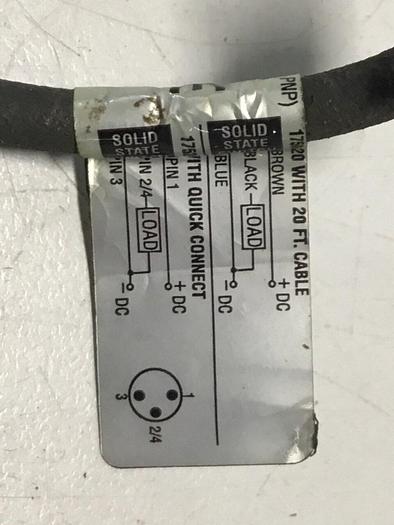 PNP)
17520 WITH 20 FT. CABLE
SOLID
STATE
BROWN
BLACK
BLUE
LOAD
+ DC
− DC
WITH QUICK CONNECT
SOLID
STATE
PIN 1
PIN 2/4
PIN 3
LOAD
+ DC
− DC
1
2/4
3